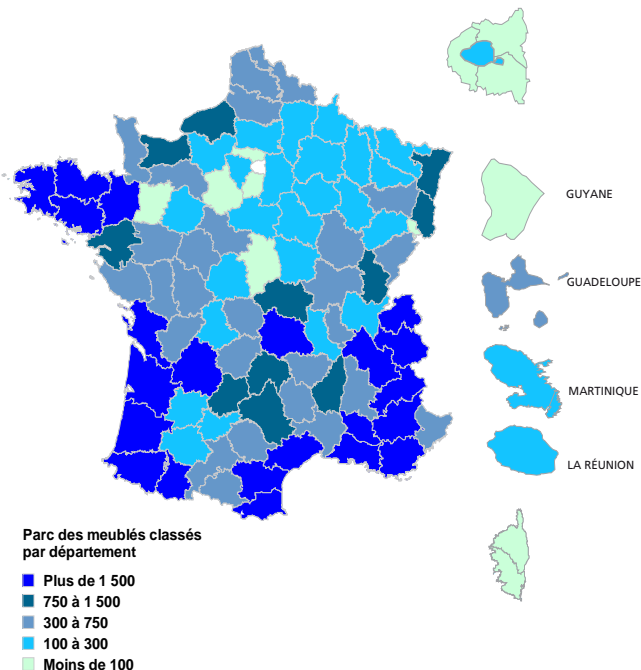 GUYANE
GUADELOUPE
MARTINIQUE
LA RÉUNION
Parc des meublés classés
par département
Plus de 1 500
750 à 1 500
300 à 750
100 à 300
Moins de 100